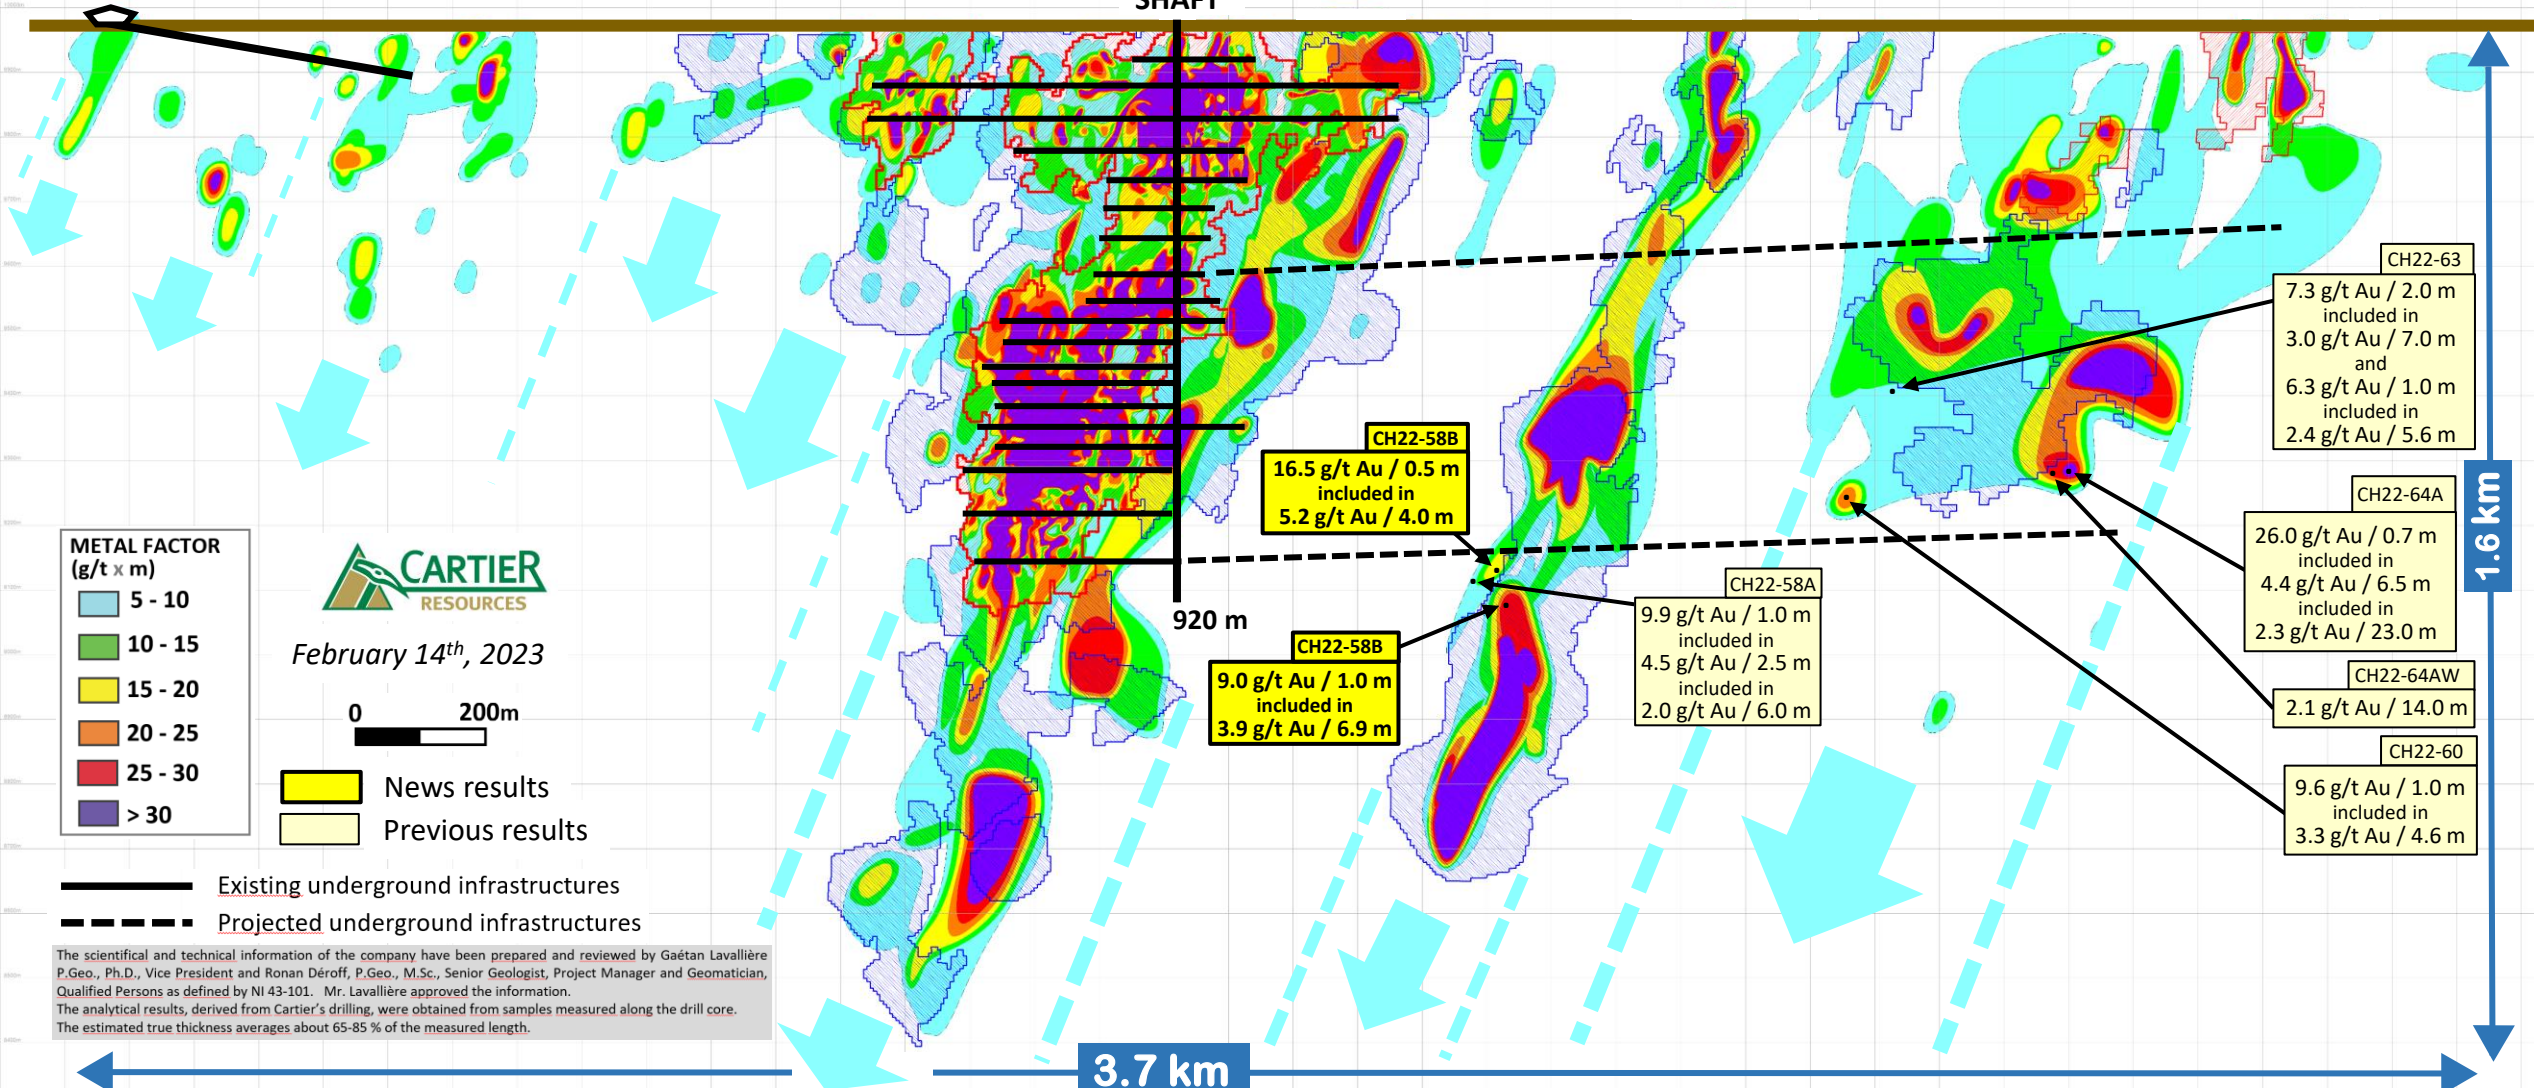 SHAFT
CH22-63
7.3 g/t Au / 2.0 m
included in
3.0 g/t Au / 7.0 m
and
6.3 g/t Au / 1.0 m
included in
2.4 g/t Au / 5.6 m
CH22-58B
16.5 g/t Au / 0.5 m
included in
5.2 g/t Au / 4.0 m
CH22-64A
26.0 g/t Au / 0.7 m
included in
4.4 g/t Au / 6.5 m
included in
2.3 g/t Au / 23.0 m
1.6 km
METAL FACTOR
(g/t x m)
5 - 10
10 - 15
15 - 20
20 - 25
25 - 30
> 30
CARTIER
RESOURCES
February 14th, 2023
0 200m
News results
Previous results
920 m
CH22-58A
9.9 g/t Au / 1.0 m
included in
4.5 g/t Au / 2.5 m
included in
2.0 g/t Au / 6.0 m
CH22-58B
9.0 g/t Au / 1.0 m
included in
3.9 g/t Au / 6.9 m
CH22-64AW
2.1 g/t Au / 14.0 m
CH22-60
9.6 g/t Au / 1.0 m
included in
3.3 g/t Au / 4.6 m
Existing underground infrastructures
Projected underground infrastructures
The scientifical and technical information of the company have been prepared and reviewed by Gaétan Lavallière
P.Geo., Ph.D., Vice President and Ronan Déroff, P.Geo., M.Sc., Senior Geologist, Project Manager and Geomatician,
Qualified Persons as defined by NI 43-101. Mr. Lavallière approved the information.
The analytical results, derived from Cartier's drilling, were obtained from samples measured along the drill core.
The estimated true thickness averages about 65-85 % of the measured length.
3.7 km